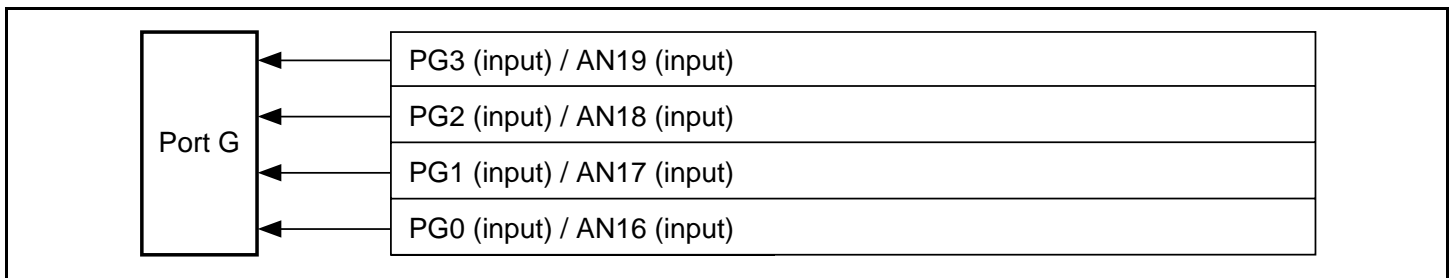 Port G
PG3 (input) / AN19 (input)
PG2 (input) / AN18 (input)
PG1 (input) / AN17 (input)
PG0 (input) / AN16 (input)